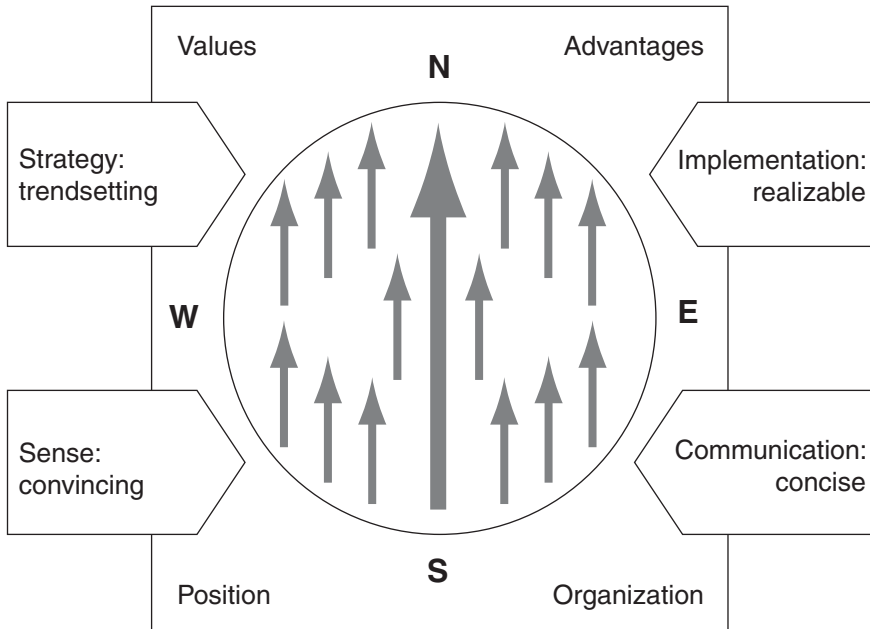 Values
Advantages
N
Strategy:
trendsetting
Implementation:
realizable
W
E
Sense:
convincing
Communication:
concise
S
Position
Organization